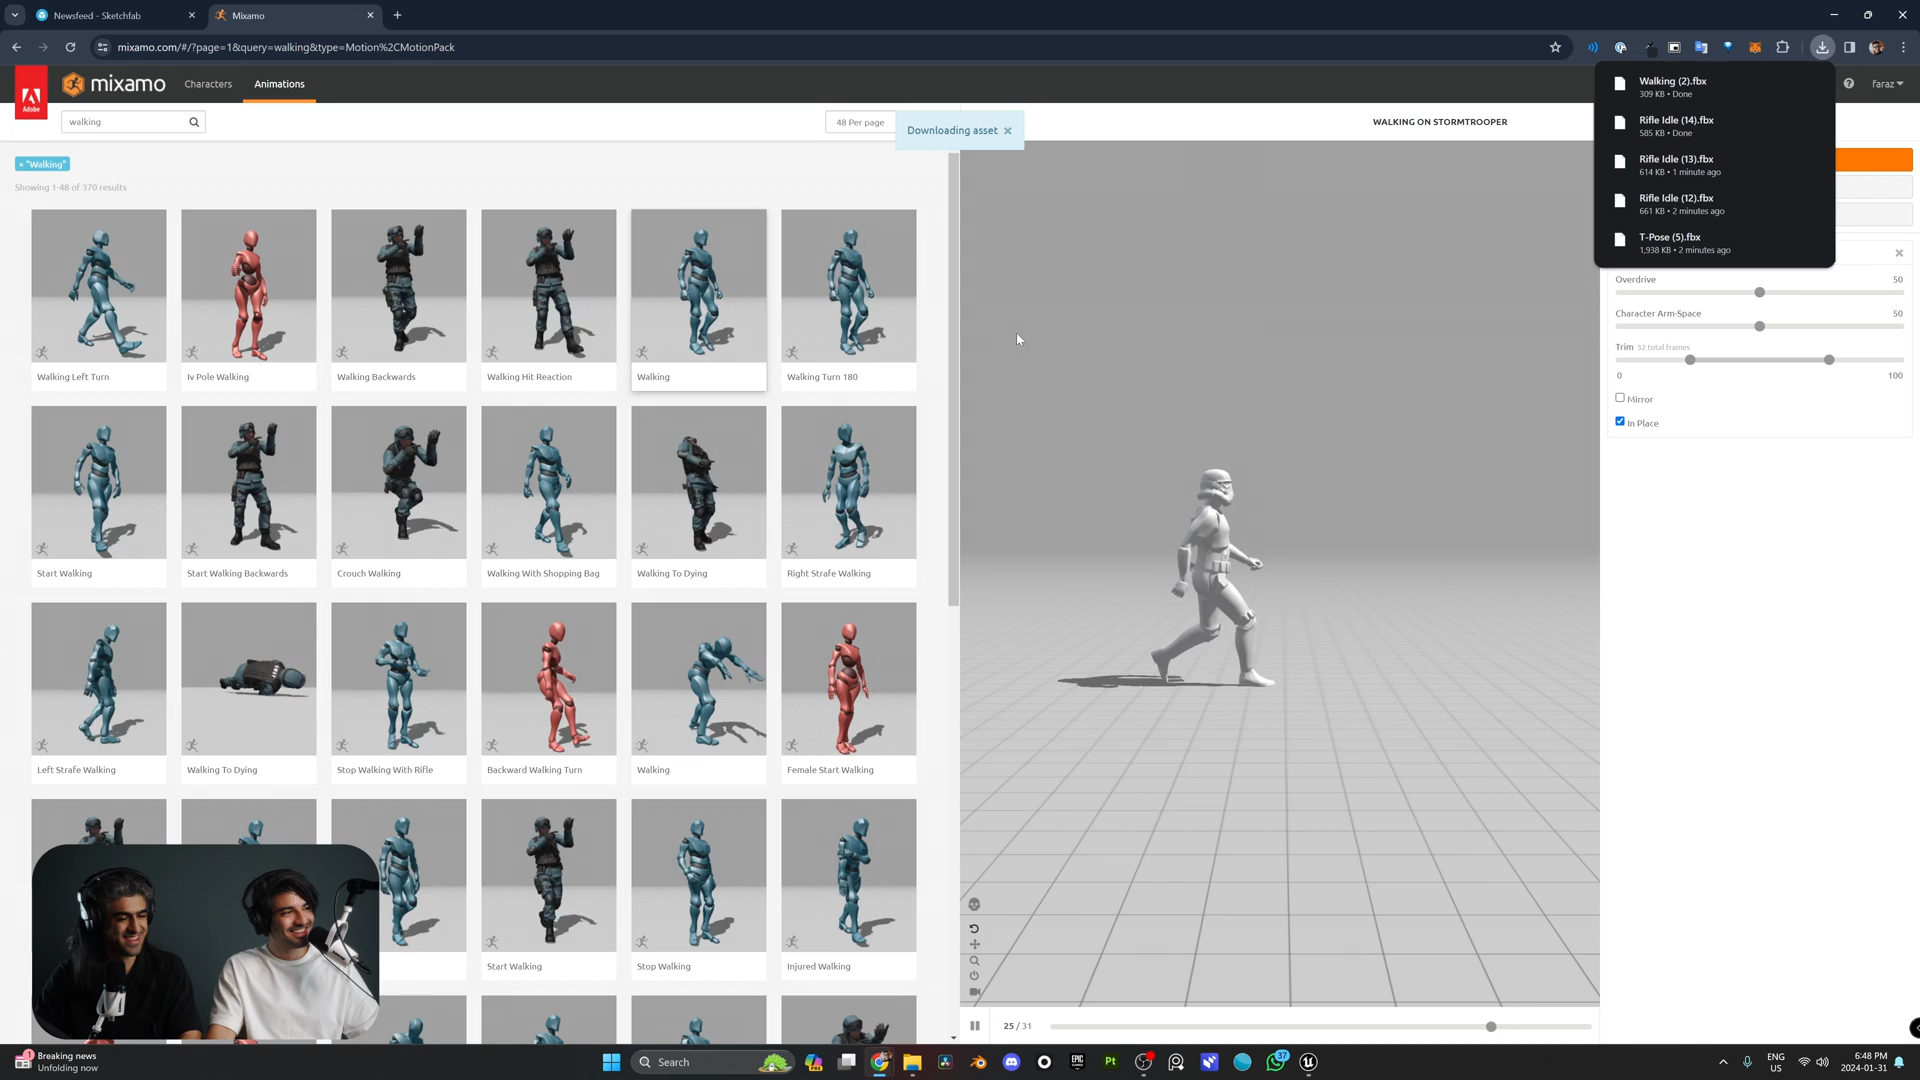 Newsfeed - Sketchfab
Mixamo
mixamo.com/#/?page=1&query=walking&type=Motion%2CMotionPack
Adobe
mixamo
Characters
Animations
faraz
Walking (2).fbx
309 KB • Done
Rifle Idle (14).fbx
585 KB • Done
Rifle Idle (13).fbx
614 KB • 1 minute ago
Rifle Idle (12).fbx
661 KB • 2 minutes ago
T-Pose (5).fbx
1,938 KB • 2 minutes ago
walking
48 Per page
Downloading asset ×
WALKING ON STORMTROOPER
× "Walking"
Showing 1-48 of 370 results
Walking Left Turn
Iv Pole Walking
Walking Backwards
Walking Hit Reaction
Walking
Walking Turn 180
Start Walking
Start Walking Backwards
Crouch Walking
Walking With Shopping Bag
Walking To Dying
Right Strafe Walking
Left Strafe Walking
Walking To Dying
Stop Walking With Rifle
Backward Walking Turn
Walking
Female Start Walking
Start Walking
Stop Walking
Injured Walking
Overdrive 50
Character Arm-Space 50
Trim 32 total frames
0 100
Mirror
In Place
25 / 31
1
Breaking news
Unfolding now
Search
PRE
EPIC GAMES
Pt
37
ENG
US
6:48 PM
2024-01-31